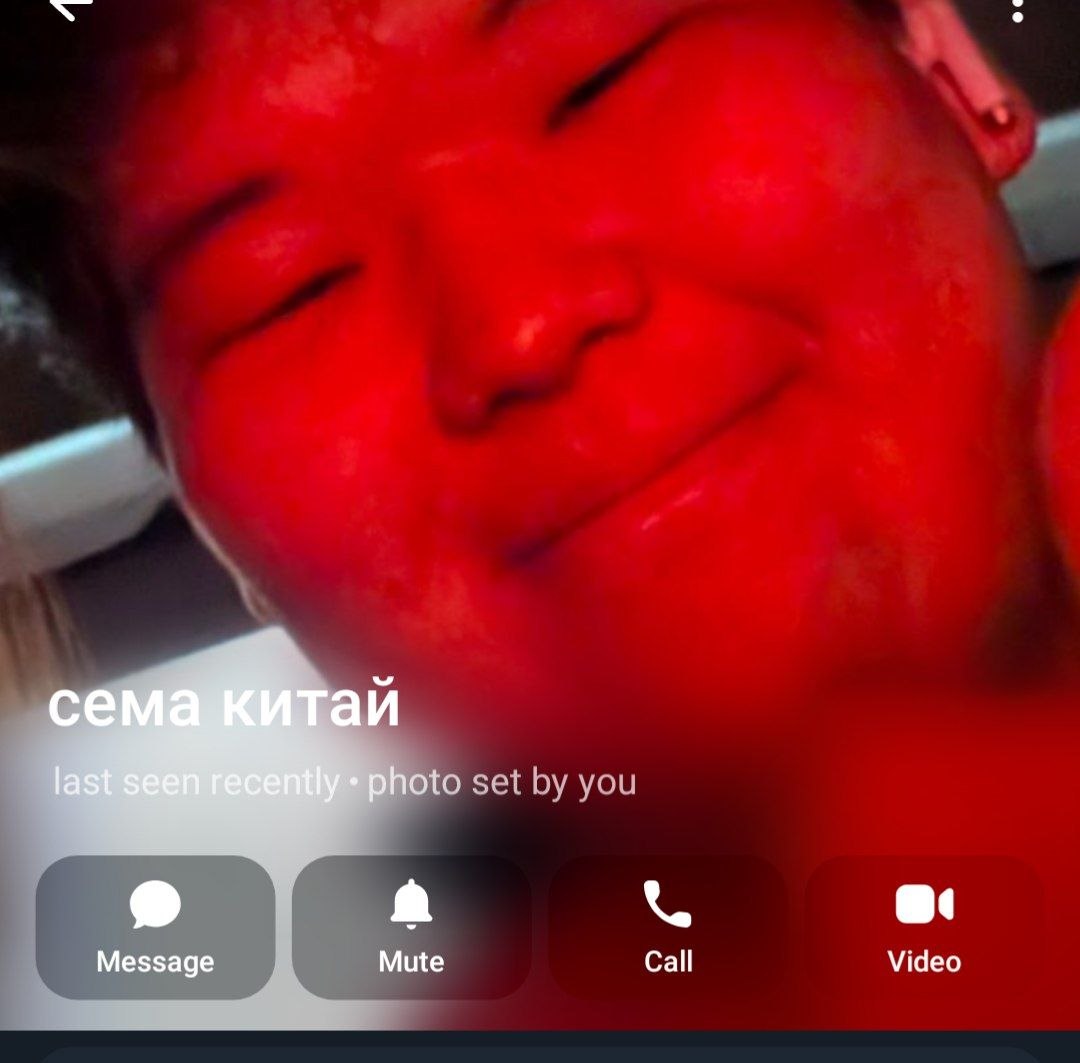 сема китай
last seen recently • photo set by you
Message
Mute
Call
Video